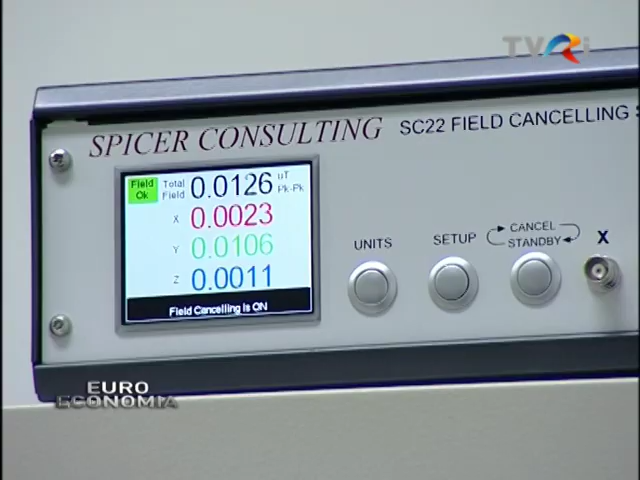 TVRi
SPICER CONSULTING
SC22 FIELD CANCELLING
Field Ok
Total Field 0.0126 uT Pk-Pk
X 0.0023
Y 0.0106
Z 0.0011
Field Cancelling Is ON
UNITS
SETUP
CANCEL
STANDBY
X
EURO
ECONOMIA